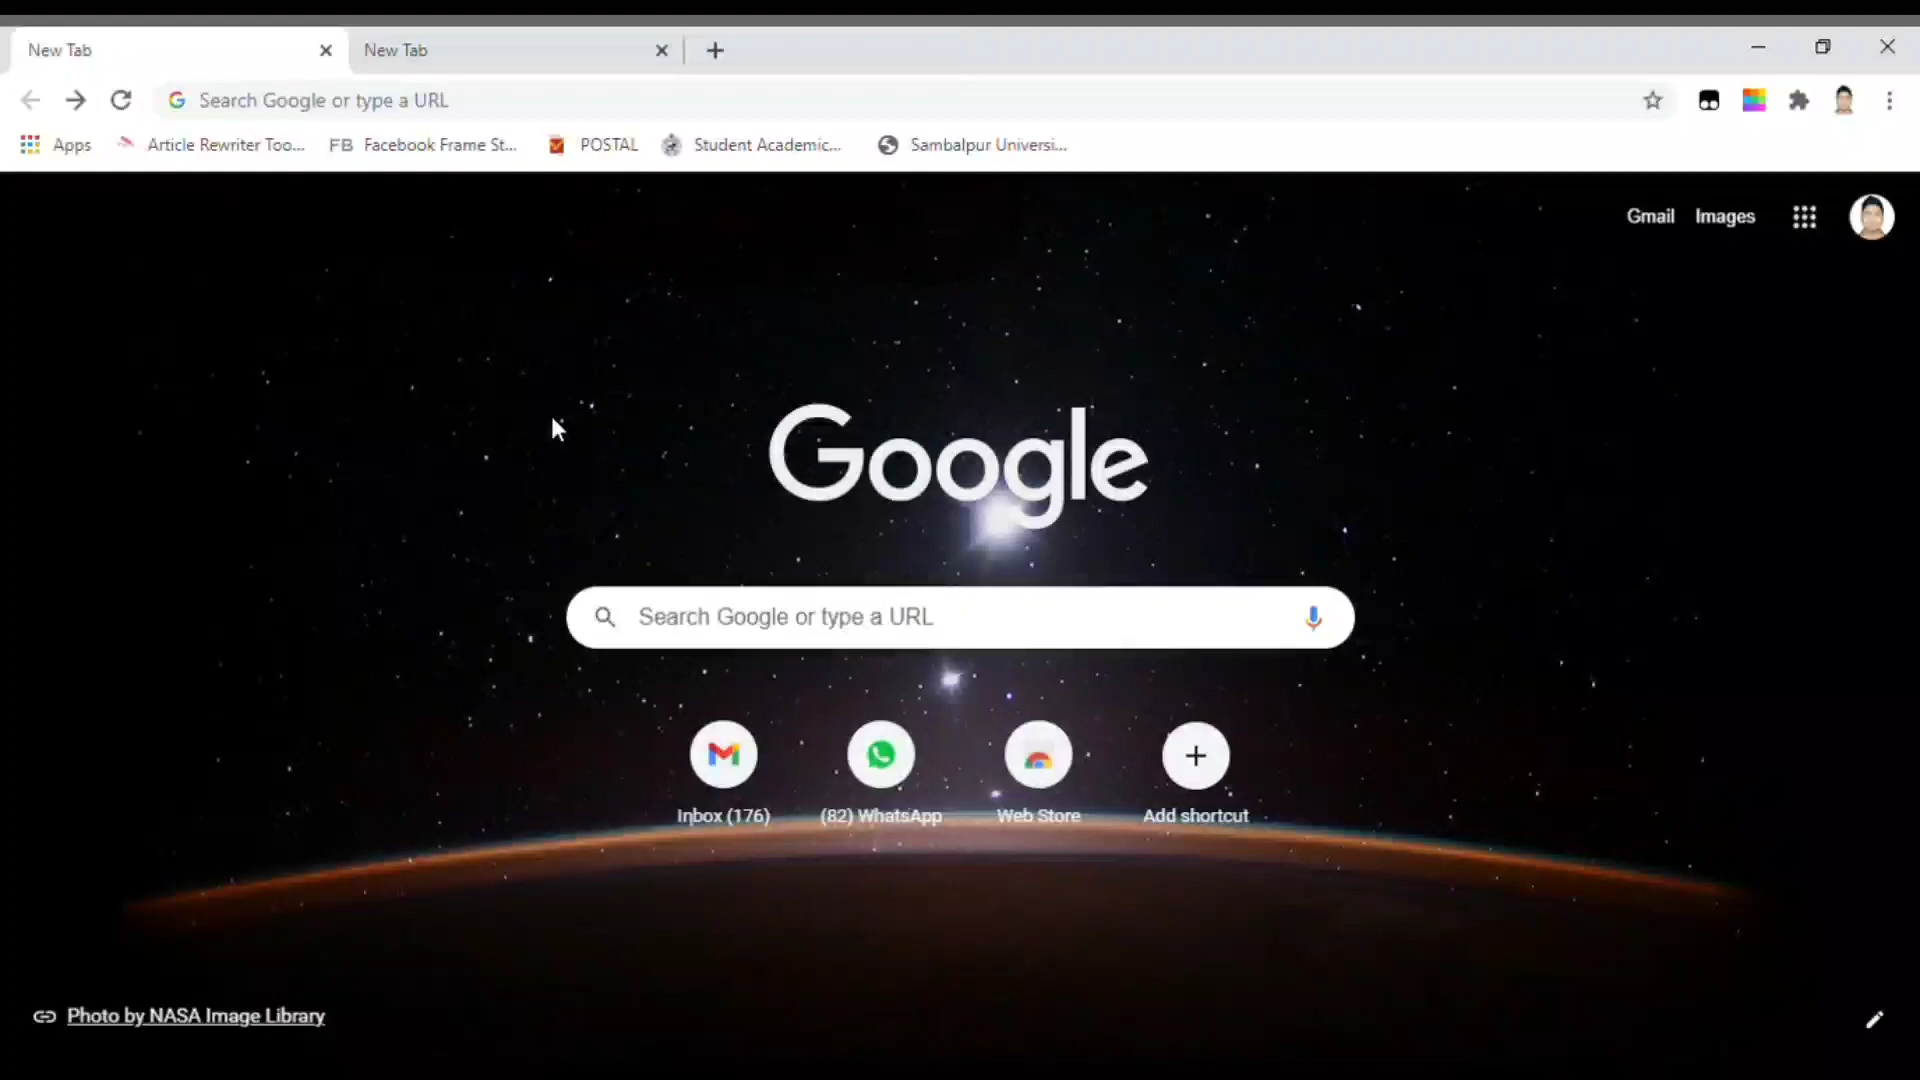 New Tab
New Tab
Search Google or type a URL
Apps
Article Rewriter Too...
FB Facebook Frame St...
POSTAL
Student Academic...
Sambalpur Universi...
Gmail
Images
Google
Search Google or type a URL
Inbox (176)
(82) WhatsApp
Web Store
Add shortcut
Photo by NASA Image Library